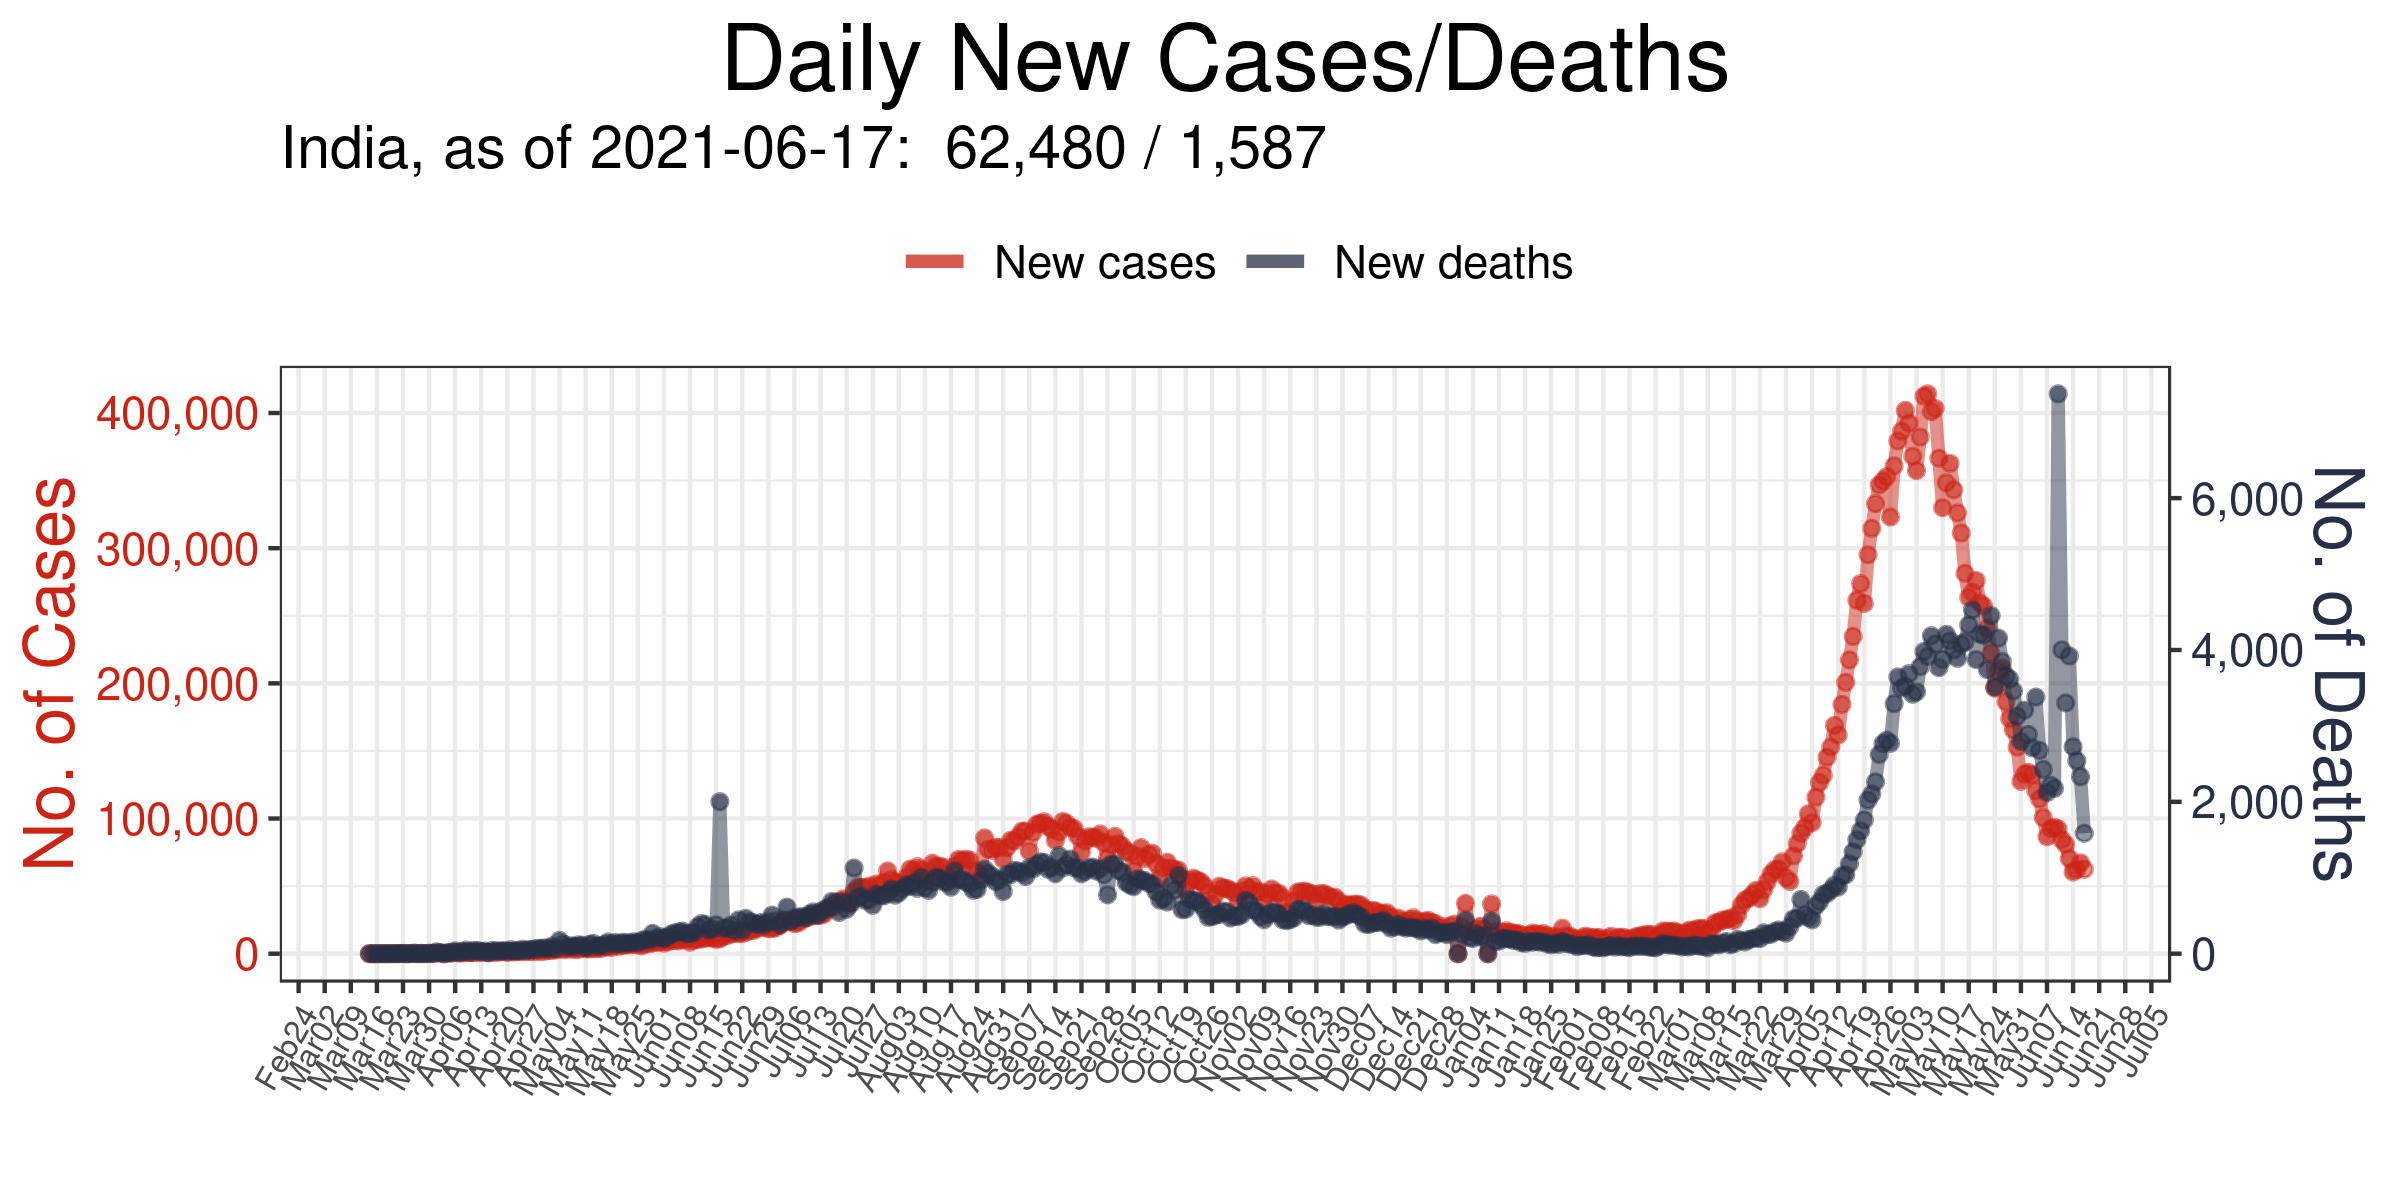 Daily New Cases/Deaths
India, as of 2021-06-17:  62,480 / 1,587
New cases
New deaths
No. of Cases
400,000
300,000
200,000
100,000
0
6,000
4,000
2,000
0
No. of Deaths
Feb24
Mar02
Mar09
Mar16
Mar23
Mar30
Apr06
Apr13
Apr20
Apr27
May04
May11
May18
May25
Jun01
Jun08
Jun15
Jun22
Jun29
Jul06
Jul13
Jul20
Jul27
Aug03
Aug10
Aug17
Aug24
Aug31
Sep07
Sep14
Sep21
Sep28
Oct05
Oct12
Oct19
Oct26
Nov02
Nov09
Nov16
Nov23
Nov30
Dec07
Dec14
Dec21
Dec28
Jan04
Jan11
Jan18
Jan25
Feb01
Feb08
Feb15
Feb22
Mar01
Mar08
Mar15
Mar22
Mar29
Apr05
Apr12
Apr19
Apr26
May03
May10
May17
May24
May31
Jun07
Jun14
Jun21
Jun28
Jul05